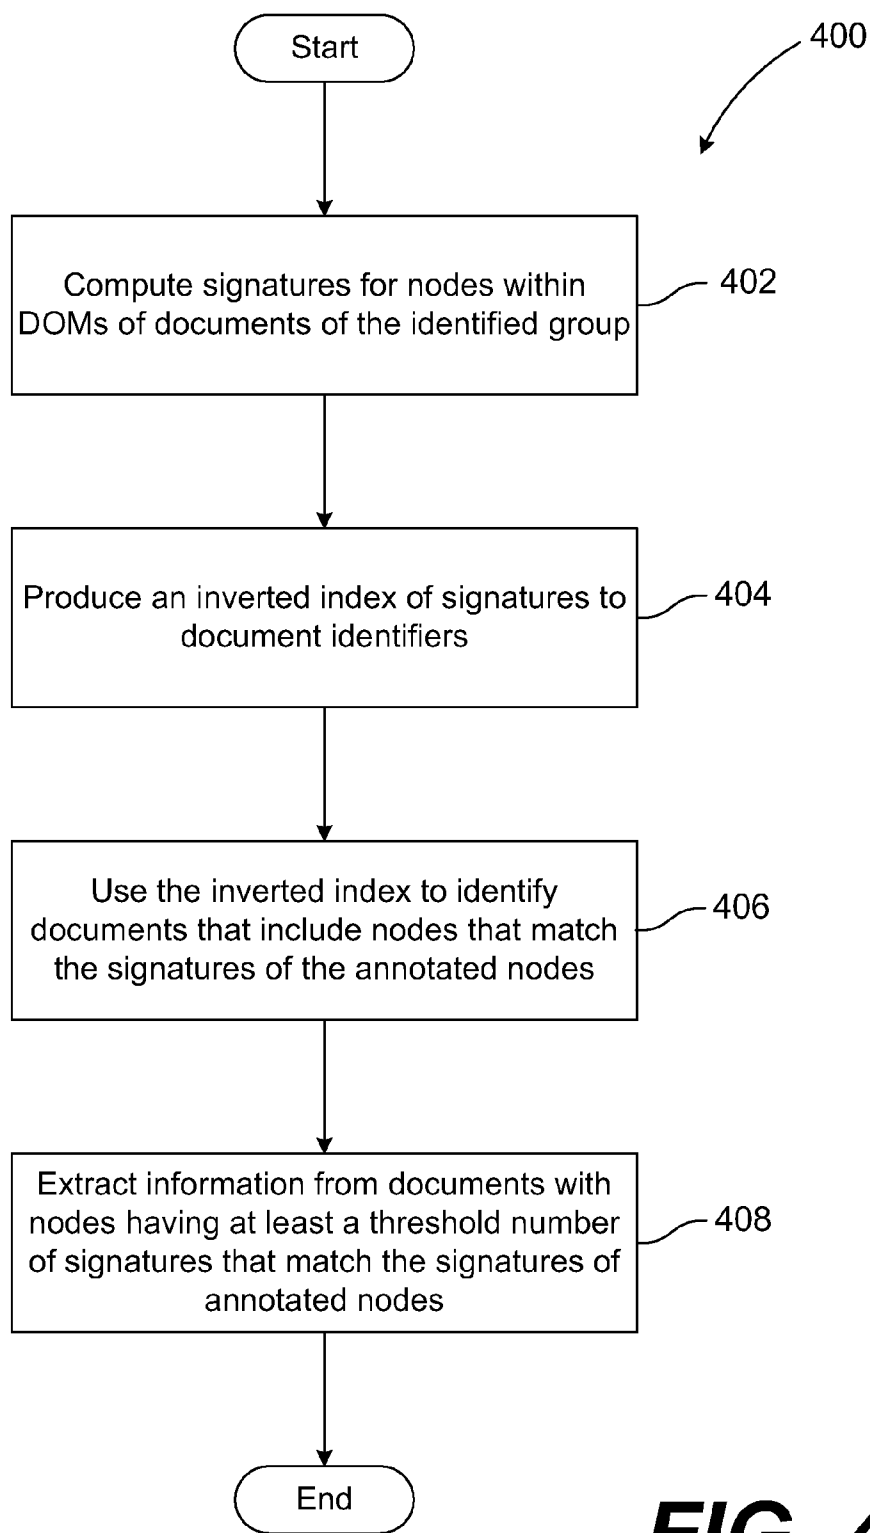 Start
400
Compute signatures for nodes within
DOMs of documents of the identified group
402
Produce an inverted index of signatures to
document identifiers
404
Use the inverted index to identify
documents that include nodes that match
the signatures of the annotated nodes
406
Extract information from documents with
nodes having at least a threshold number
of signatures that match the signatures of
annotated nodes
408
End
FIG.